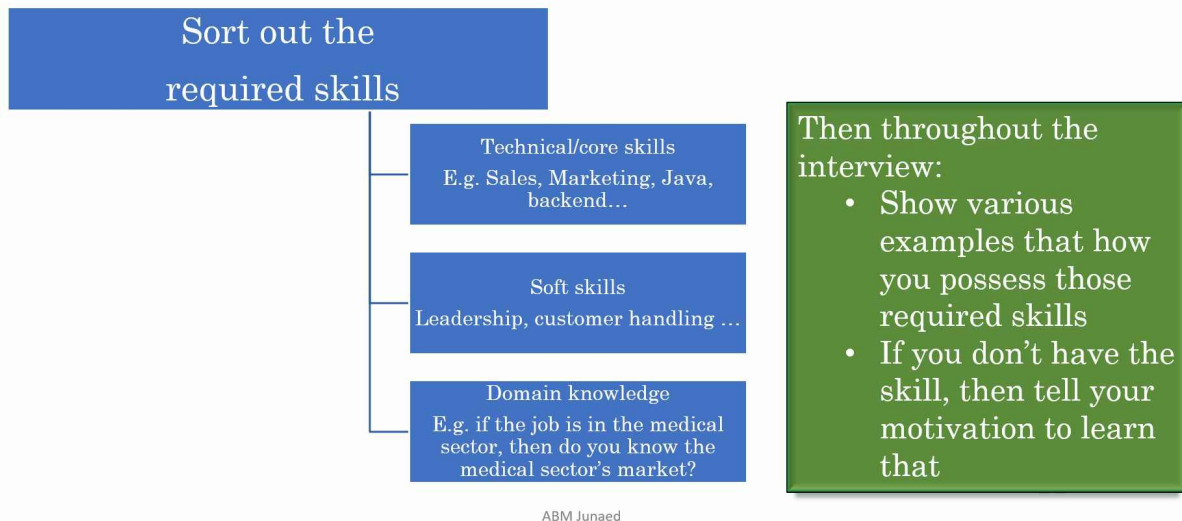 Sort out the
required skills
Technical/core skills
E.g. Sales, Marketing, Java,
backend…
Soft skills
Leadership, customer handling …
Domain knowledge
E.g. if the job is in the medical
sector, then do you know the
medical sector’s market?
Then throughout the
interview:
• Show various
examples that how
you possess those
required skills
• If you don’t have the
skill, then tell your
motivation to learn
that
ABM Junaed